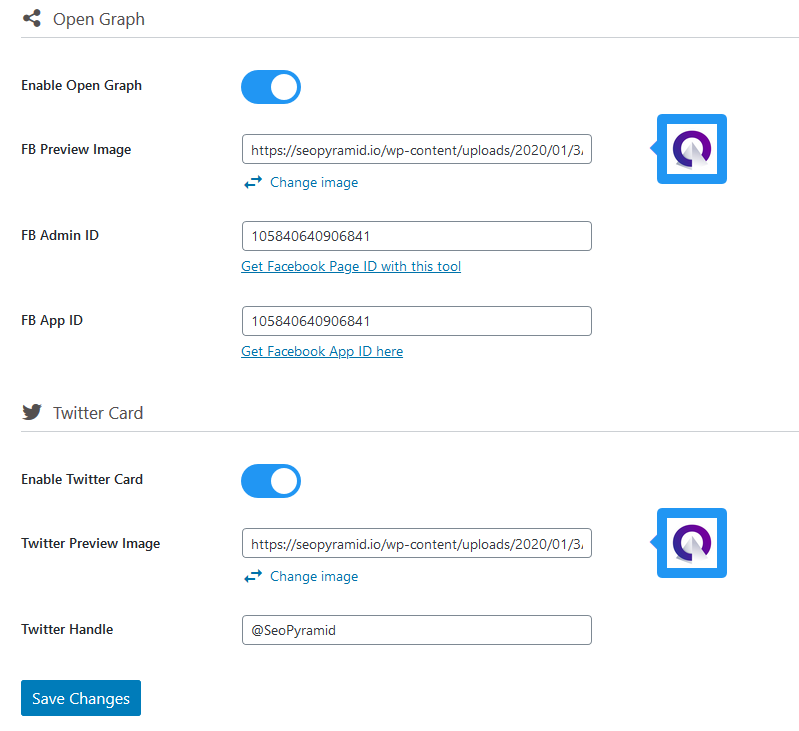 Open Graph
Enable Open Graph
FB Preview Image
https://seopyramid.io/wp-content/uploads/2020/01/3
Change image
FB Admin ID
105840640906841
Get Facebook Page ID with this tool
FB App ID
105840640906841
Get Facebook App ID here
Twitter Card
Enable Twitter Card
Twitter Preview Image
https://seopyramid.io/wp-content/uploads/2020/01/3
Change image
Twitter Handle
@SeoPyramid
Save Changes